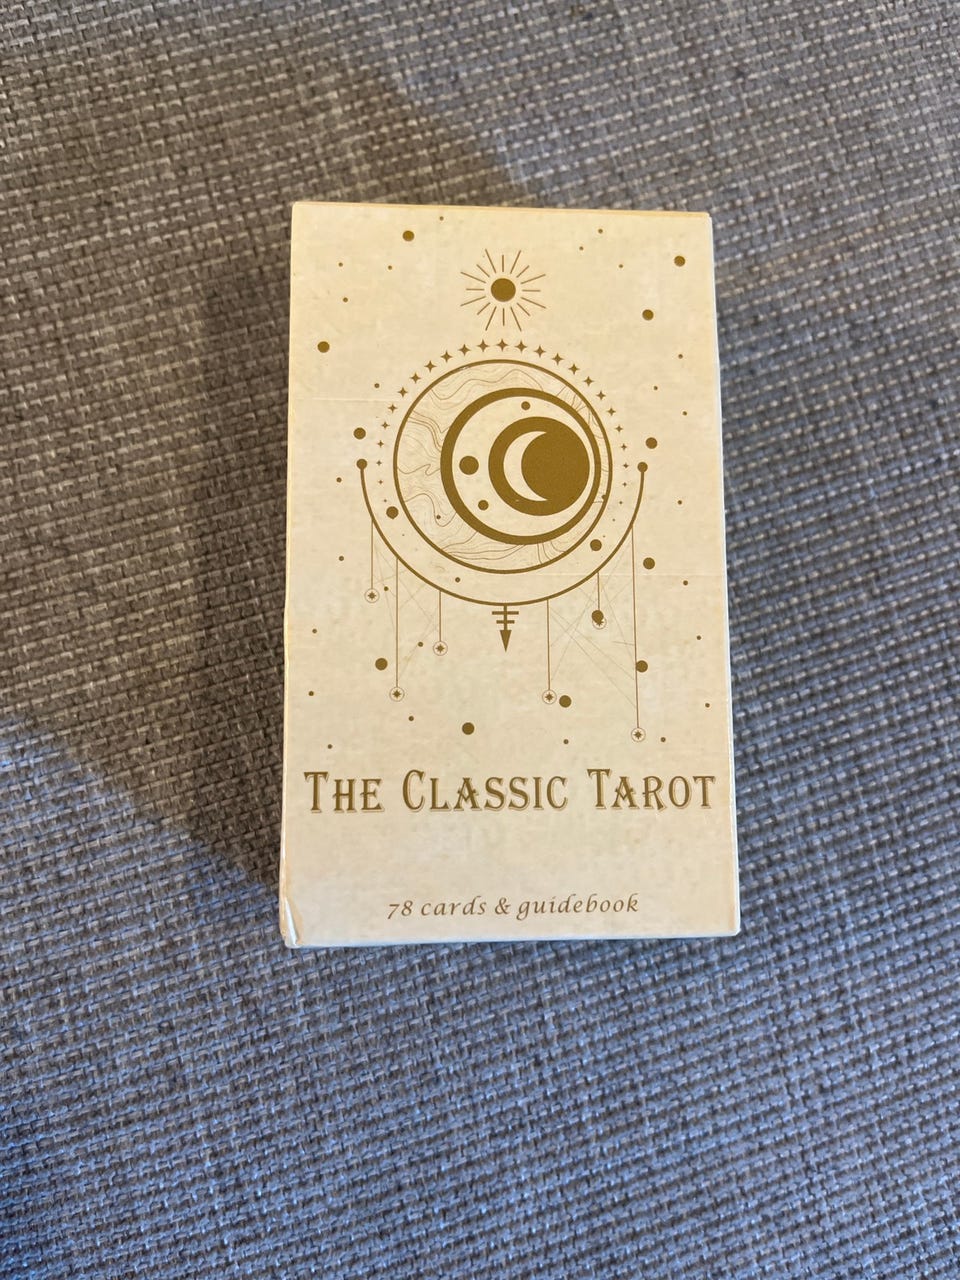 The Classic Tarot
78 cards & guidebook